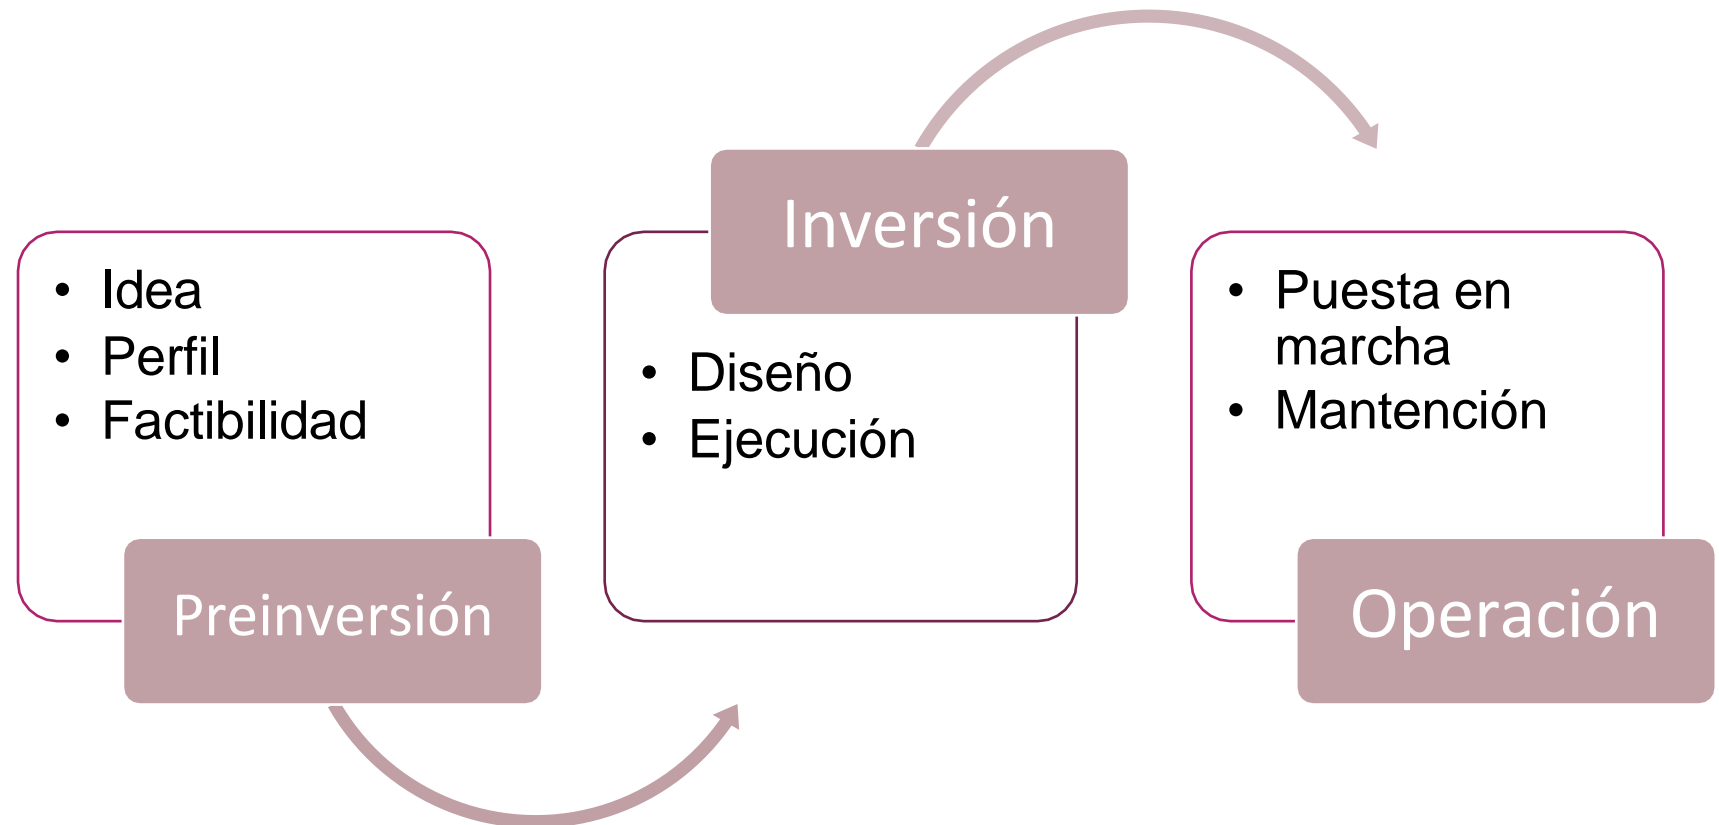 • Idea
• Perfil
• Factibilidad
Preinversión
Inversión
• Diseño
• Ejecución
• Puesta en
marcha
• Mantención
Operación